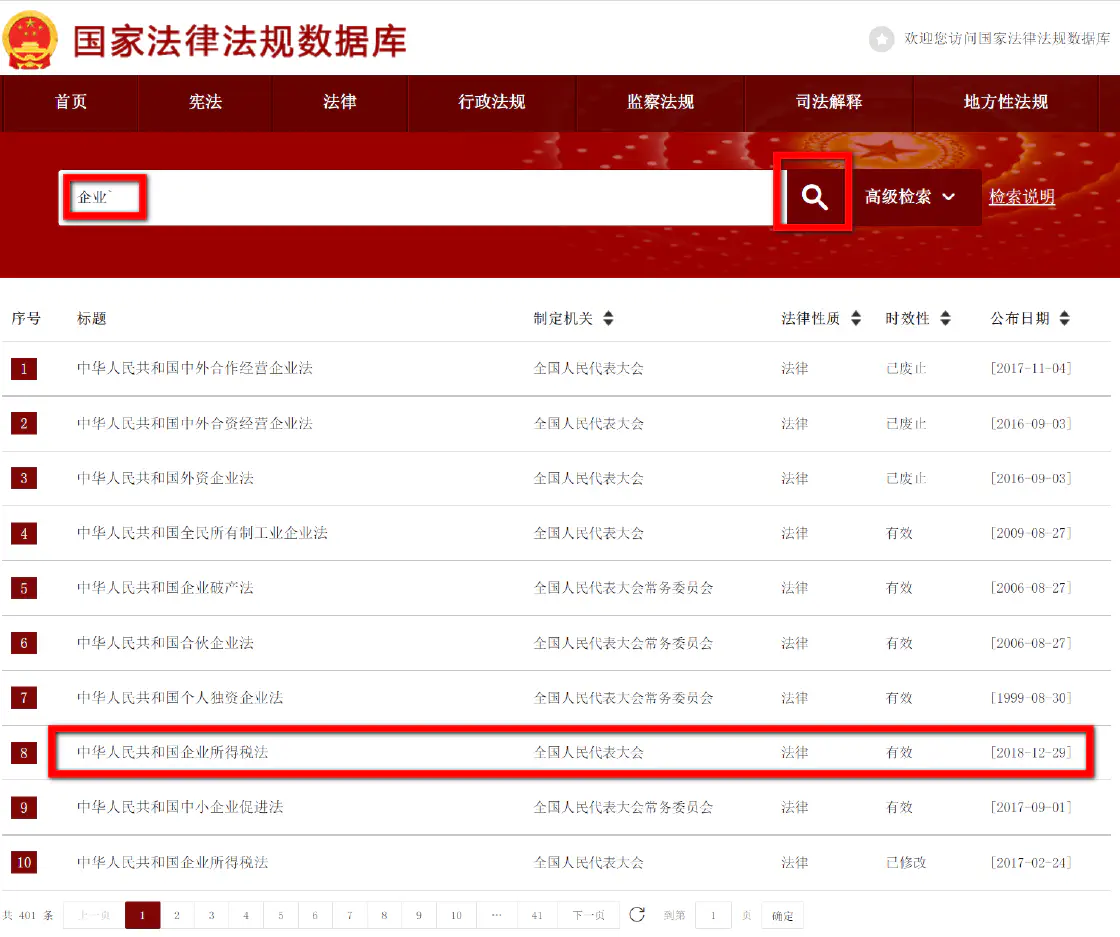 国家法律法规数据库
欢迎您访问国家法律法规数据库
首页 宪法 法律 行政法规 监察法规 司法解释 地方性法规
企业` 高级检索 检索说明
序号 标题 制定机关 法律性质 时效性 公布日期
1 中华人民共和国中外合作经营企业法 全国人民代表大会 法律 已废止 [2017-11-04]
2 中华人民共和国中外合资经营企业法 全国人民代表大会 法律 已废止 [2016-09-03]
3 中华人民共和国外资企业法 全国人民代表大会 法律 已废止 [2016-09-03]
4 中华人民共和国全民所有制工业企业法 全国人民代表大会 法律 有效 [2009-08-27]
5 中华人民共和国企业破产法 全国人民代表大会常务委员会 法律 有效 [2006-08-27]
6 中华人民共和国合伙企业法 全国人民代表大会常务委员会 法律 有效 [2006-08-27]
7 中华人民共和国个人独资企业法 全国人民代表大会常务委员会 法律 有效 [1999-08-30]
8 中华人民共和国企业所得税法 全国人民代表大会 法律 有效 [2018-12-29]
9 中华人民共和国中小企业促进法 全国人民代表大会常务委员会 法律 有效 [2017-09-01]
10 中华人民共和国企业所得税法 全国人民代表大会 法律 已修改 [2017-02-24]
共 401 条 上一页 1 2 3 4 5 6 7 8 9 10 … 41 下一页 到第 1 页 确定